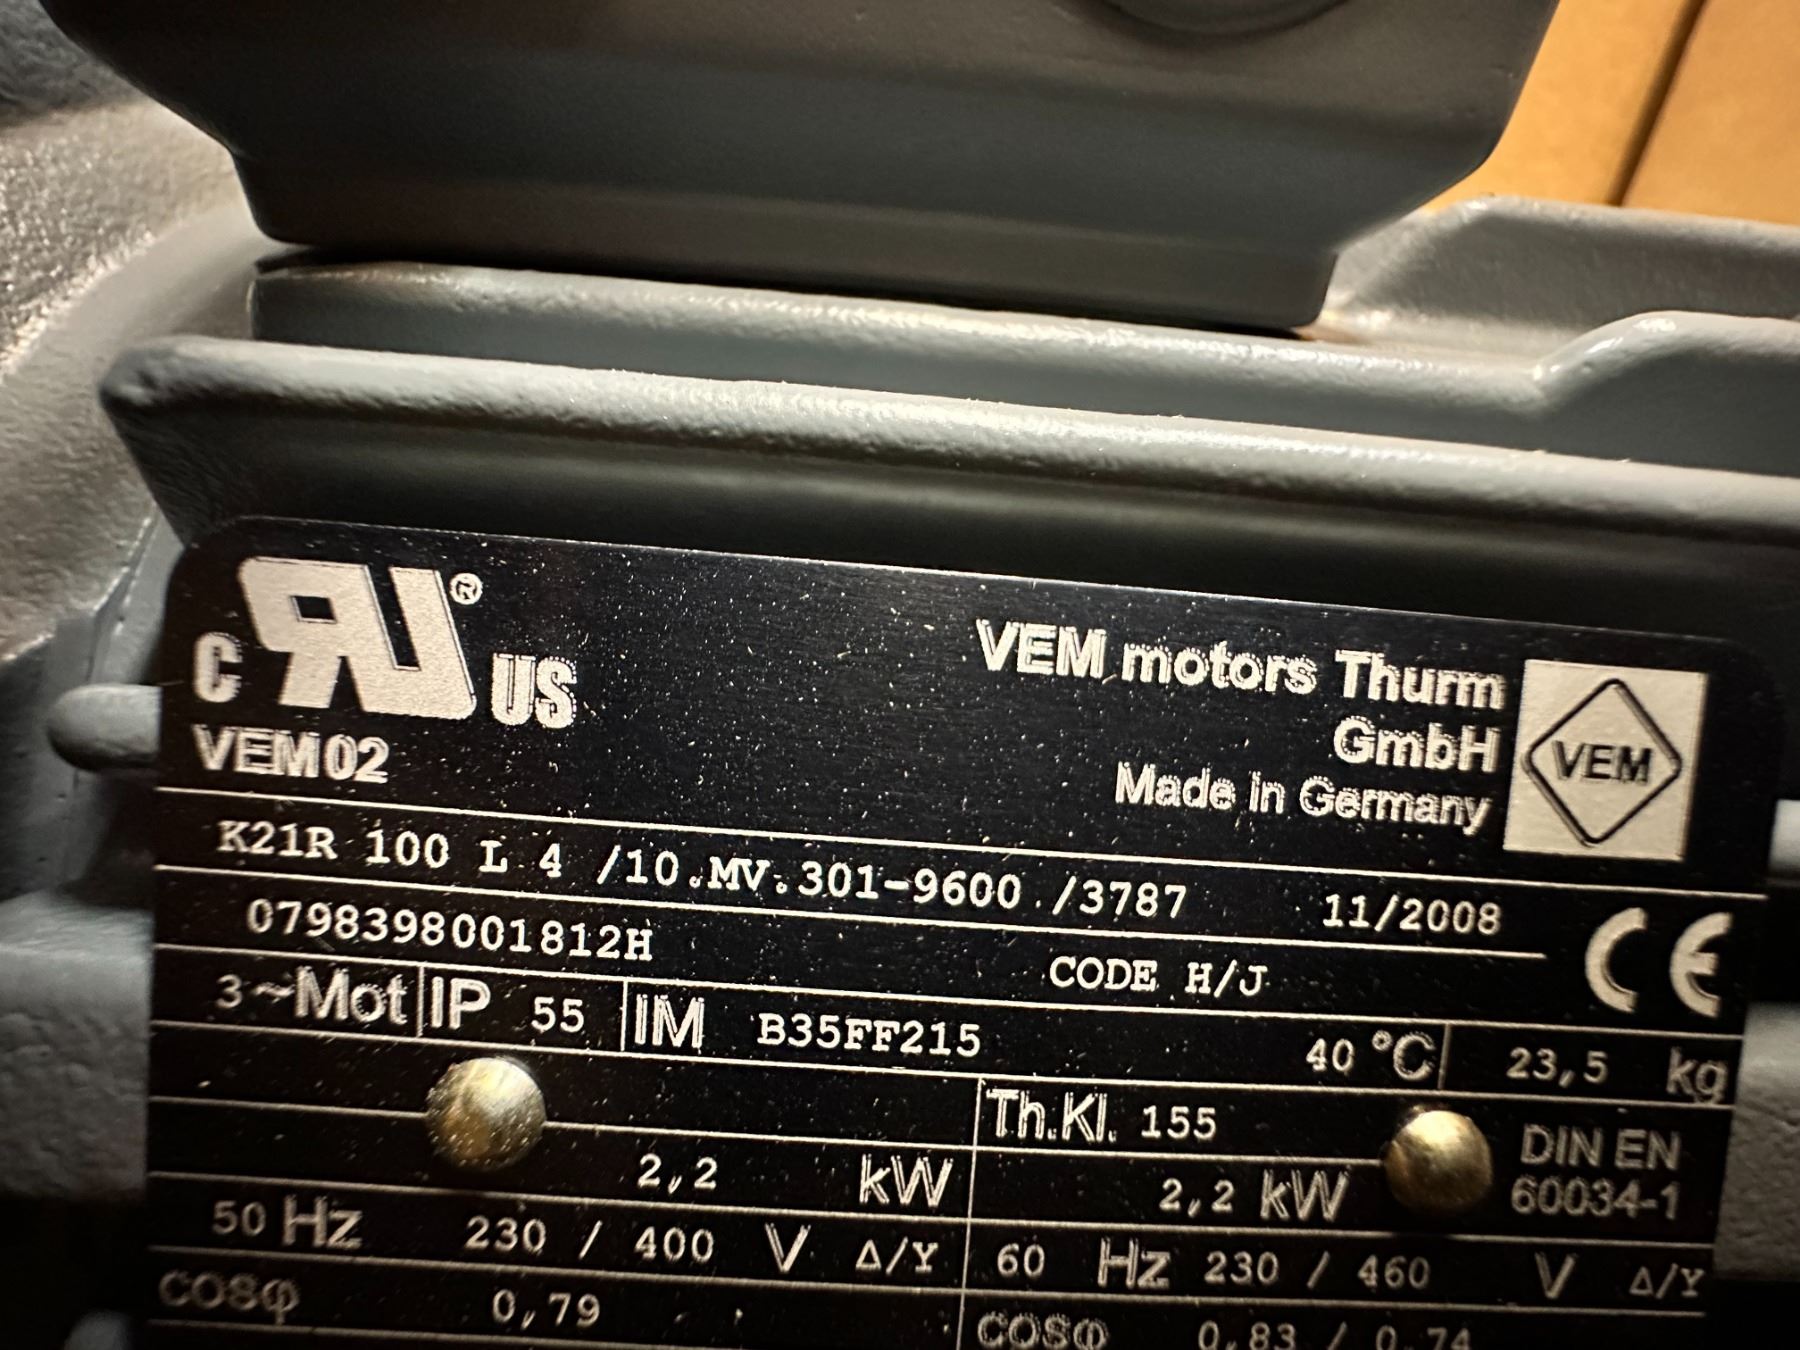 C RU® US
VEM02
VEM motors Thurm
GmbH
Made in Germany
VEM
K21R 100 L 4 /10.MV.301-9600 /3787 11/2008
0798398001812H CODE H/J CE
3~Mot IP 55 IM B35FF215 40 °C 23,5 kg
Th.Kl. 155
DIN EN
60034-1
2,2 kW 2,2 kW
50 Hz 230 / 400 V Δ/Y 60 Hz 230 / 460 V Δ/Y
cosφ 0,79 cosφ 0,83 / 0,74